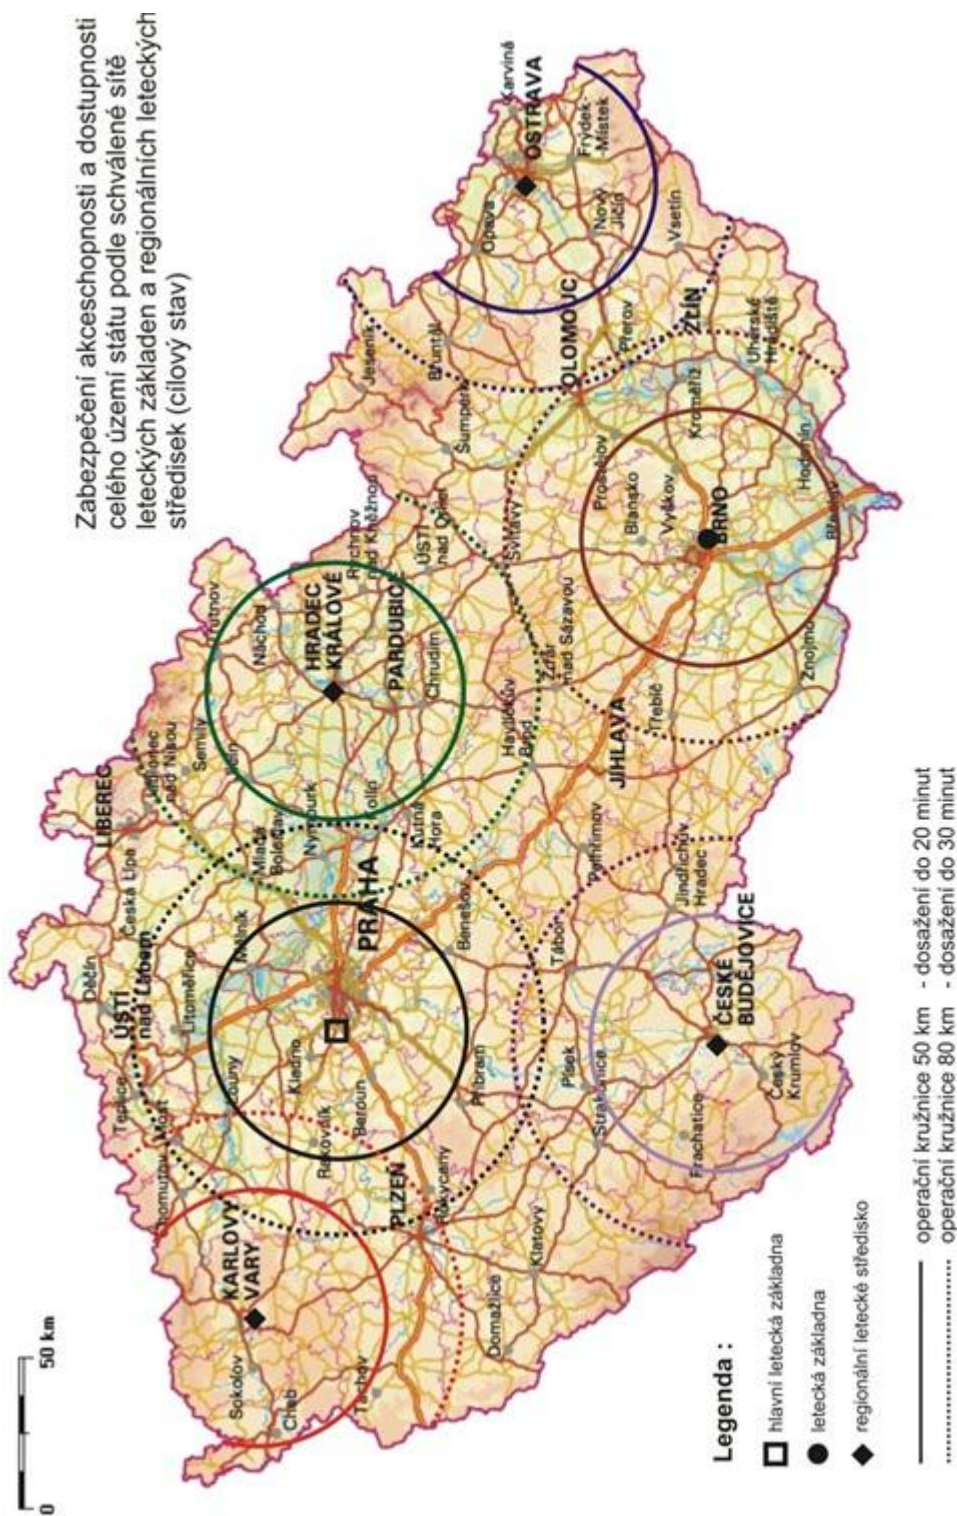 Zabezpečení akceschopnosti a dostupnosti
celého území státu podle schválené sítě
leteckých základen a regionálních leteckých
středisek (cílový stav)
0
50 km
Děčín
LIBEREC
Česká Lípa
Jablonec
nad Nisou
Semily
Trutnov
Náchod
ÚSTÍ
nad Labem
Teplice
Litoměřice
Most
Chomutov
Louny
Mělník
Mladá
Boleslav
Jičín
HRADEC
KRÁLOVÉ
Rychnov
nad Kněžnou
Jeseník
KARLOVY
VARY
Sokolov
Cheb
Tachov
Kladno
Rakovník
Beroun
PRAHA
Nymburk
Kolín
Kutná
Hora
PARDUBICE
Chrudim
ÚSTÍ
nad Orlicí
Šumperk
Bruntál
Opava
Karviná
OSTRAVA
Frýdek-
-Místek
Nový
Jičín
PLZEŇ
Rokycany
Příbram
Benešov
Havlíčkův
Brod
Svitavy
OLOMOUC
Přerov
Vsetín
Domažlice
Klatovy
Strakonice
Písek
Tábor
Pelhřimov
JIHLAVA
Žďár
nad Sázavou
Blansko
Prostějov
Vyškov
Kroměříž
ZLÍN
Uherské
Hradiště
Prachatice
ČESKÉ
BUDĚJOVICE
Český
Krumlov
Jindřichův
Hradec
Třebíč
BRNO
Znojmo
Hodonín
Břeclav
Legenda :
hlavní letecká základna
letecká základna
regionální letecké středisko
operační kružnice 50 km - dosažení do 20 minut
operační kružnice 80 km - dosažení do 30 minut